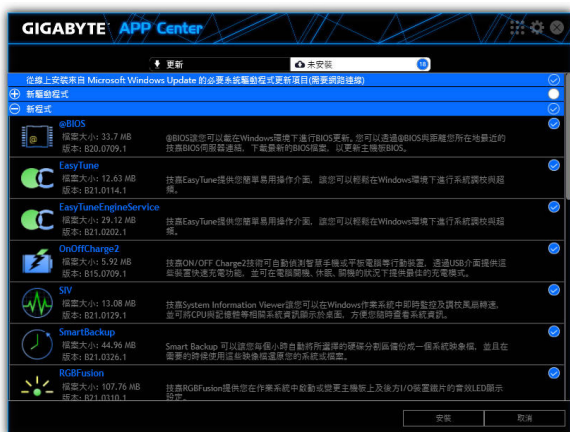 GIGABYTE APP Center
更新
未安裝
18
從線上安裝來自 Microsoft Windows Update 的必要系統驅動程式更新項目(需要網路連線)
新驅動程式
新程式
@BIOS
檔案大小: 33.7 MB
版本: B20.0709.1
@BIOS讓您可以能在Windows環境下進行BIOS更新。您可以透過@BIOS與距離您所在地最近的
技嘉BIOS伺服器連結，下載最新的BIOS檔案，以更新主機板BIOS。
EasyTune
檔案大小: 12.63 MB
版本: B21.0114.1
技嘉EasyTune提供您簡單易用操作介面，讓您可以輕鬆在Windows環境下進行系統調校與超
頻。
EasyTuneEngineService
檔案大小: 29.12 MB
版本: B21.0202.1
技嘉EasyTune提供您簡單易用操作介面，讓您可以輕鬆在Windows環境下進行系統調校與超
頻。
OnOffCharge2
檔案大小: 5.92 MB
版本: B15.0709.1
技嘉ON/OFF Charge2技術可自動偵測智慧手機或平板電腦等行動裝置，透過USB介面提供這
些裝置快速充電功能，並可在電腦開機、休眠、關機的狀況下提供最佳的充電模式。
SIV
檔案大小: 13.08 MB
版本: B21.0129.1
技嘉System Information Viewer讓您可以在Windows作業系統中即時監控及調校風扇轉速，
並可將CPU與記憶體等相關系統資訊顯示於桌面，方便您隨時查看系統資訊。
SmartBackup
檔案大小: 44.96 MB
版本: B21.0326.1
Smart Backup 可以讓您每個小時自動將所選擇的硬碟分割區備份成一個系統映象檔，並且在
需要的時候使用這些映像檔還原您的系統或檔案。
RGBFusion
檔案大小: 107.76 MB
版本: B21.0310.1
技嘉RGBFusion提供您在作業系統中啟動或變更主機板上及後方I/O裝置鐵片的音效LED顯示
設定。
安裝
取消